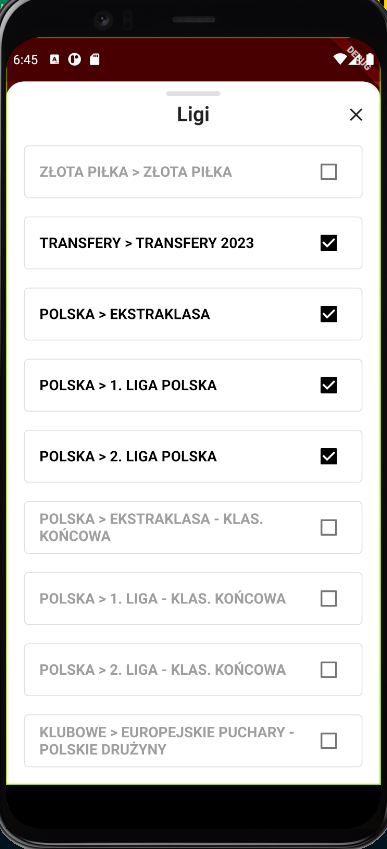 6:45
DEBUG
Ligi
ZŁOTA PIŁKA > ZŁOTA PIŁKA
TRANSFERY > TRANSFERY 2023
POLSKA > EKSTRAKLASA
POLSKA > 1. LIGA POLSKA
POLSKA > 2. LIGA POLSKA
POLSKA > EKSTRAKLASA - KLAS.
KOŃCOWA
POLSKA > 1. LIGA - KLAS. KOŃCOWA
POLSKA > 2. LIGA - KLAS. KOŃCOWA
KLUBOWE > EUROPEJSKIE PUCHARY -
POLSKIE DRUŻYNY